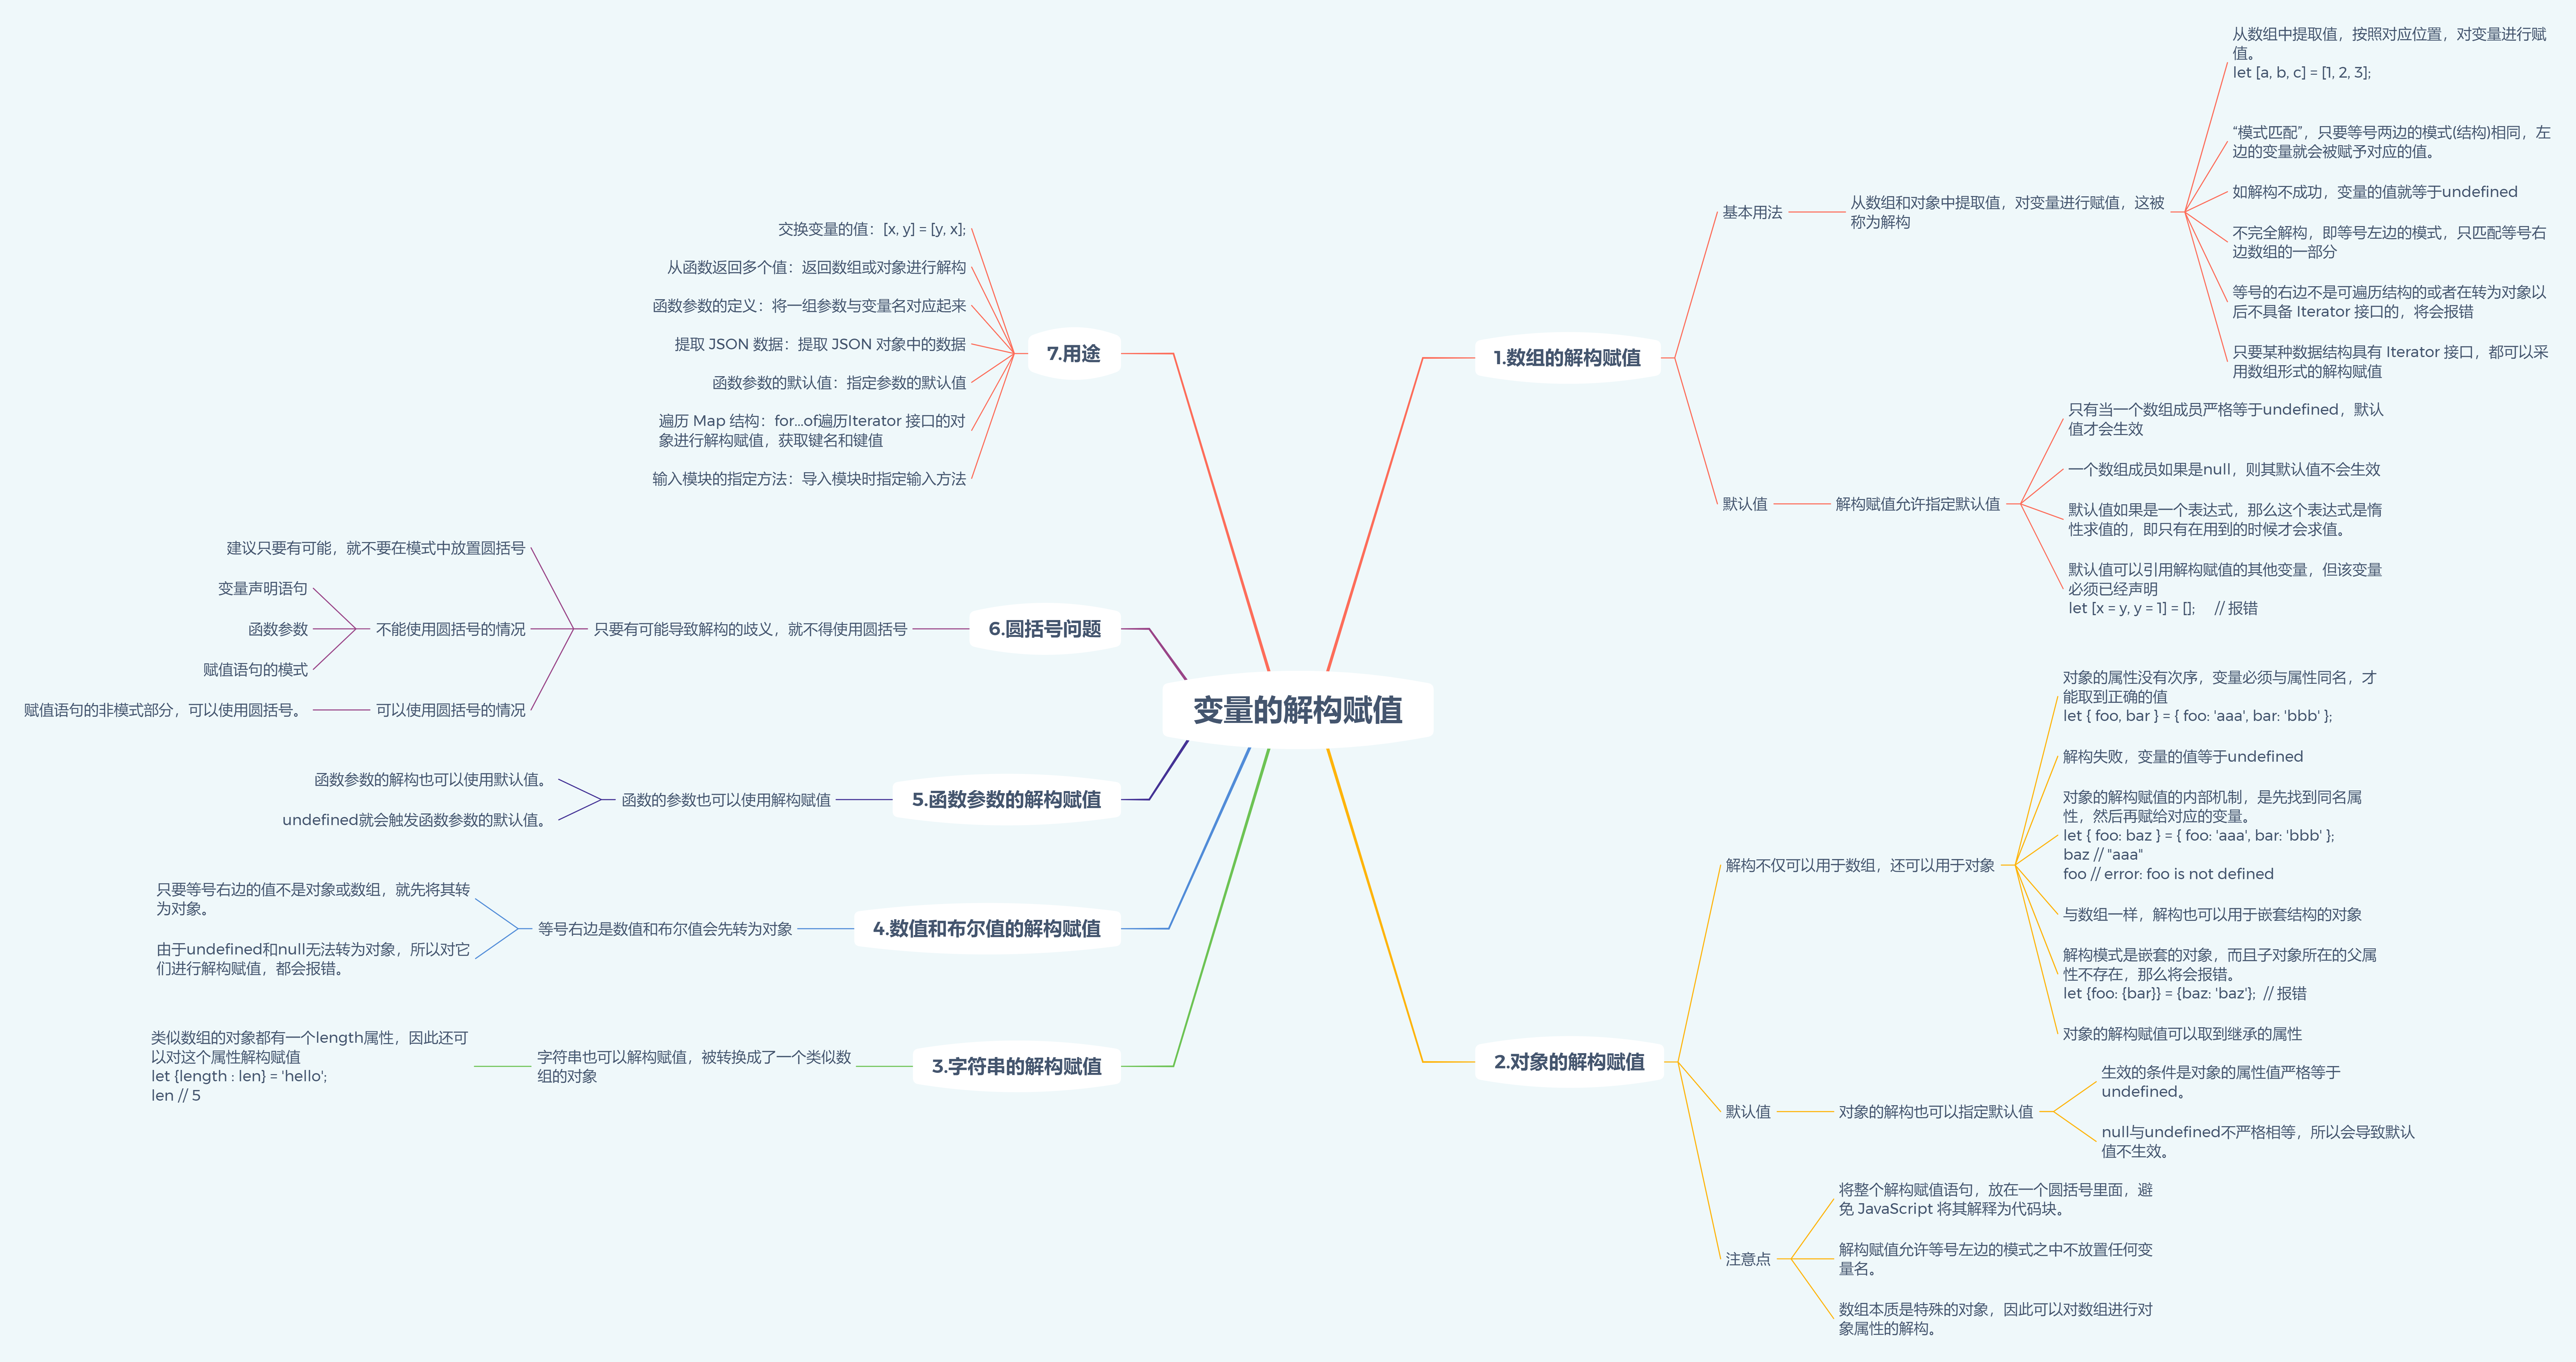 变量的解构赋值
1.数组的解构赋值
基本用法
从数组和对象中提取值，对变量进行赋值，这被
称为解构
从数组中提取值，按照对应位置，对变量进行赋
值。
let [a, b, c] = [1, 2, 3];
“模式匹配”，只要等号两边的模式(结构)相同，左
边的变量就会被赋予对应的值。
如解构不成功，变量的值就等于undefined
不完全解构，即等号左边的模式，只匹配等号右
边数组的一部分
等号的右边不是可遍历结构的或者在转为对象以
后不具备 Iterator 接口的，将会报错
只要某种数据结构具有 Iterator 接口，都可以采
用数组形式的解构赋值
默认值
解构赋值允许指定默认值
只有当一个数组成员严格等于undefined，默认
值才会生效
一个数组成员如果是null，则其默认值不会生效
默认值如果是一个表达式，那么这个表达式是惰
性求值的，即只有在用到的时候才会求值。
默认值可以引用解构赋值的其他变量，但该变量
必须已经声明
let [x = y, y = 1] = [];     // 报错
2.对象的解构赋值
解构不仅可以用于数组，还可以用于对象
对象的属性没有次序，变量必须与属性同名，才
能取到正确的值
let { foo, bar } = { foo: 'aaa', bar: 'bbb' };
解构失败，变量的值等于undefined
对象的解构赋值的内部机制，是先找到同名属
性，然后再赋给对应的变量。
let { foo: baz } = { foo: 'aaa', bar: 'bbb' };
baz // "aaa"
foo // error: foo is not defined
与数组一样，解构也可以用于嵌套结构的对象
解构模式是嵌套的对象，而且子对象所在的父属
性不存在，那么将会报错。
let {foo: {bar}} = {baz: 'baz'};  // 报错
对象的解构赋值可以取到继承的属性
默认值
对象的解构也可以指定默认值
生效的条件是对象的属性值严格等于
undefined。
null与undefined不严格相等，所以会导致默认
值不生效。
注意点
将整个解构赋值语句，放在一个圆括号里面，避
免 JavaScript 将其解释为代码块。
解构赋值允许等号左边的模式之中不放置任何变
量名。
数组本质是特殊的对象，因此可以对数组进行对
象属性的解构。
3.字符串的解构赋值
字符串也可以解构赋值，被转换成了一个类似数
组的对象
类似数组的对象都有一个length属性，因此还可
以对这个属性解构赋值
let {length : len} = 'hello';
len // 5
4.数值和布尔值的解构赋值
等号右边是数值和布尔值会先转为对象
只要等号右边的值不是对象或数组，就先将其转
为对象。
由于undefined和null无法转为对象，所以对它
们进行解构赋值，都会报错。
5.函数参数的解构赋值
函数的参数也可以使用解构赋值
函数参数的解构也可以使用默认值。
undefined就会触发函数参数的默认值。
6.圆括号问题
只要有可能导致解构的歧义，就不得使用圆括号
建议只要有可能，就不要在模式中放置圆括号
不能使用圆括号的情况
变量声明语句
函数参数
赋值语句的模式
可以使用圆括号的情况
赋值语句的非模式部分，可以使用圆括号。
7.用途
交换变量的值：[x, y] = [y, x];
从函数返回多个值：返回数组或对象进行解构
函数参数的定义：将一组参数与变量名对应起来
提取 JSON 数据：提取 JSON 对象中的数据
函数参数的默认值：指定参数的默认值
遍历 Map 结构：for...of遍历Iterator 接口的对
象进行解构赋值，获取键名和键值
输入模块的指定方法：导入模块时指定输入方法